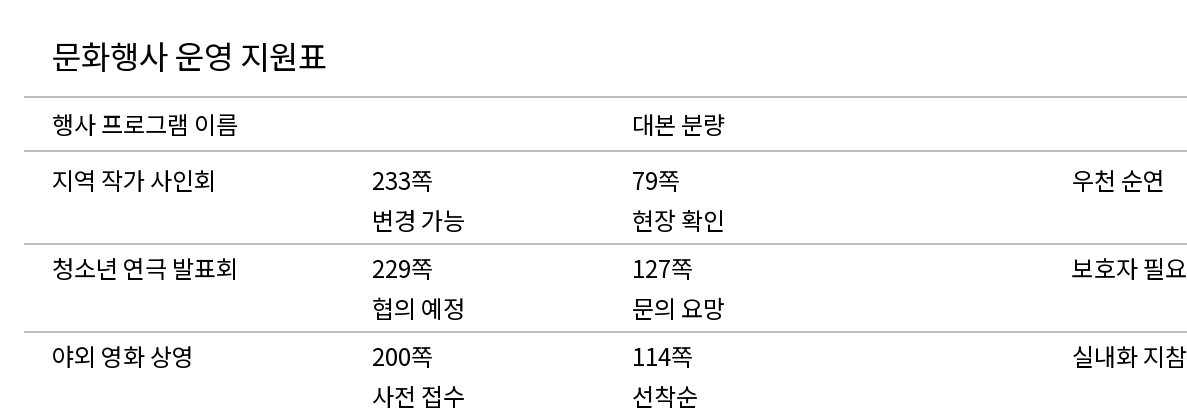 문화행사 운영 지원표
행사 프로그램 이름 대본 분량
지역 작가 사인회 233쪽 79쪽 우천 순연
변경 가능 현장 확인
청소년 연극 발표회 229쪽 127쪽 보호자 필요
협의 예정 문의 요망
야외 영화 상영 200쪽 114쪽 실내화 지참
사전 접수 선착순